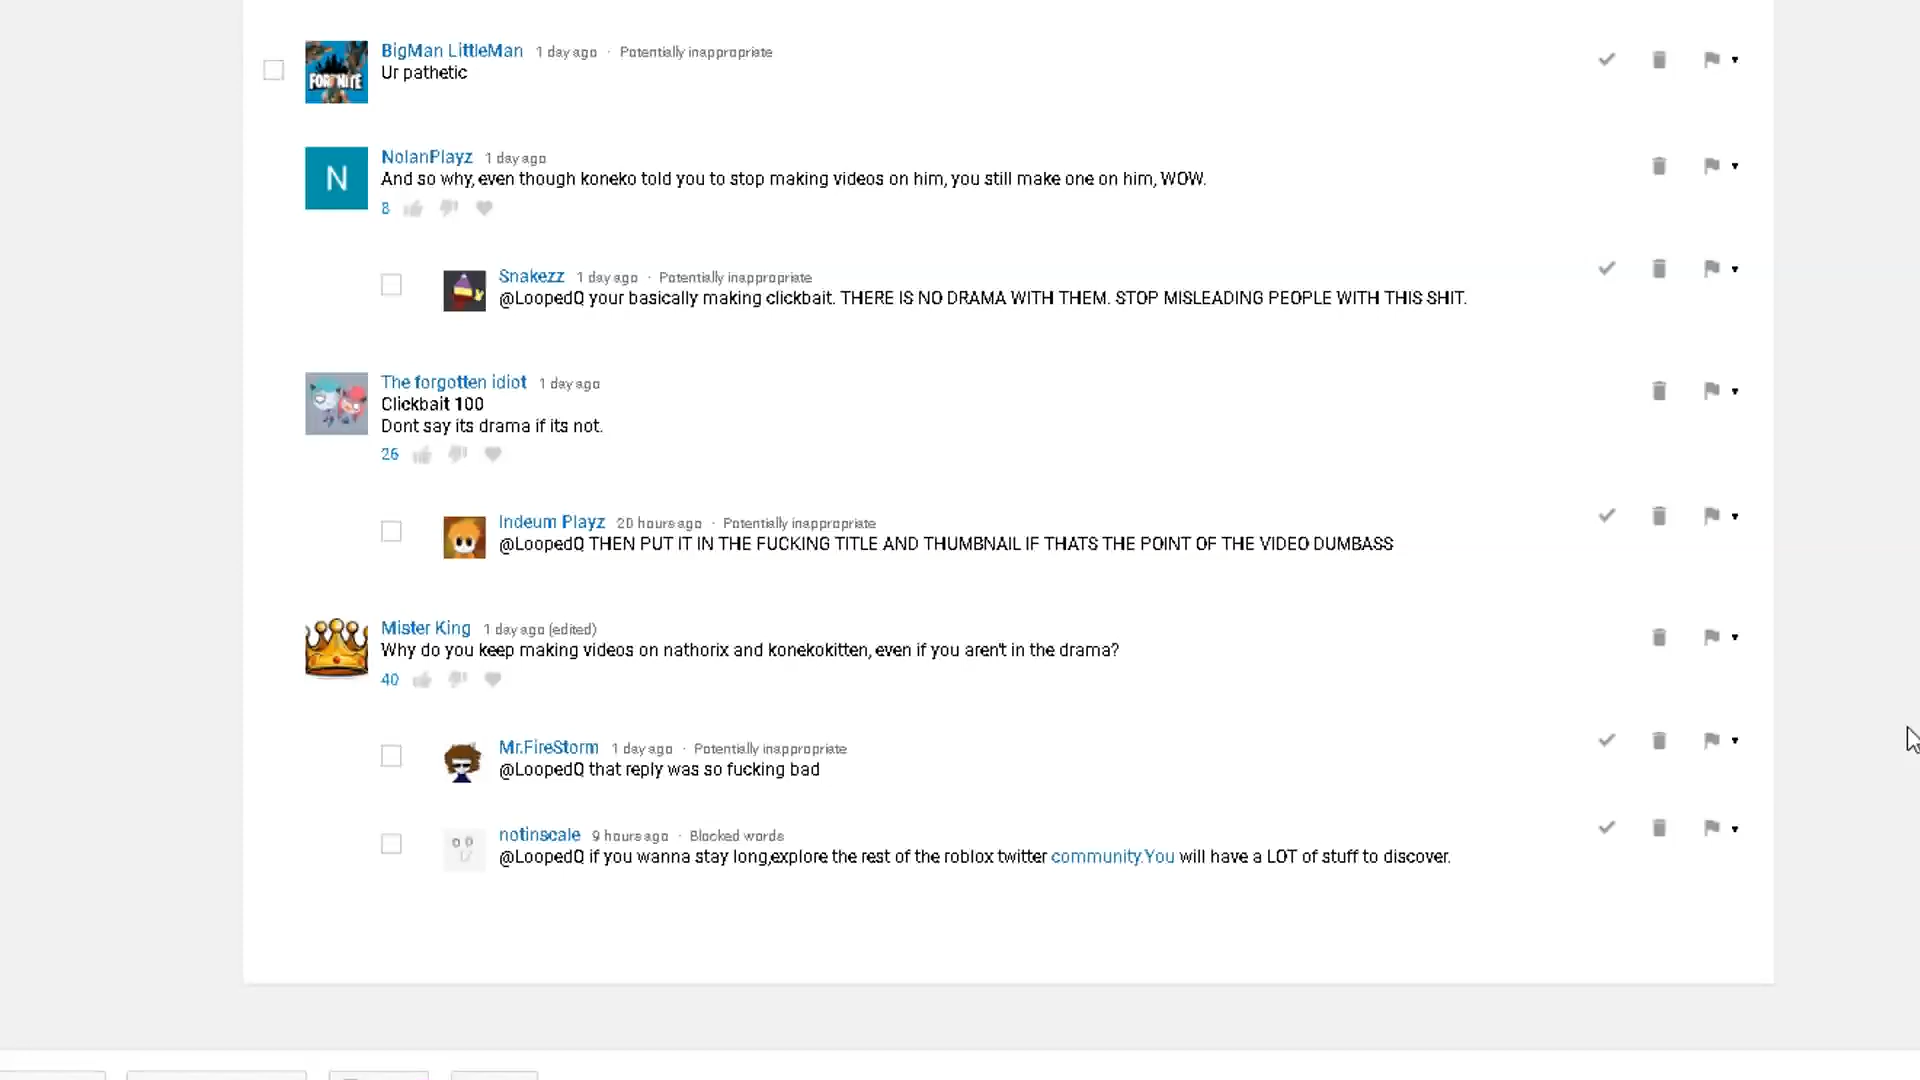 FORTNITE
BigMan LittleMan 1 day ago · Potentially inappropriate
Ur pathetic
N
NolanPlayz 1 day ago
And so why, even though koneko told you to stop making videos on him, you still make one on him, WOW.
8
Snakezz 1 day ago · Potentially inappropriate
@LoopedQ your basically making clickbait. THERE IS NO DRAMA WITH THEM. STOP MISLEADING PEOPLE WITH THIS SHIT.
The forgotten idiot 1 day ago
Clickbait 100
Dont say its drama if its not.
26
Indeum Playz 20 hours ago · Potentially inappropriate
@LoopedQ THEN PUT IT IN THE FUCKING TITLE AND THUMBNAIL IF THATS THE POINT OF THE VIDEO DUMBASS
Mister King 1 day ago (edited)
Why do you keep making videos on nathorix and konekokitten, even if you aren't in the drama?
40
Mr.FireStorm 1 day ago · Potentially inappropriate
@LoopedQ that reply was so fucking bad
notinscale 9 hours ago · Blocked words
@LoopedQ if you wanna stay long,explore the rest of the roblox twitter community.You will have a LOT of stuff to discover.